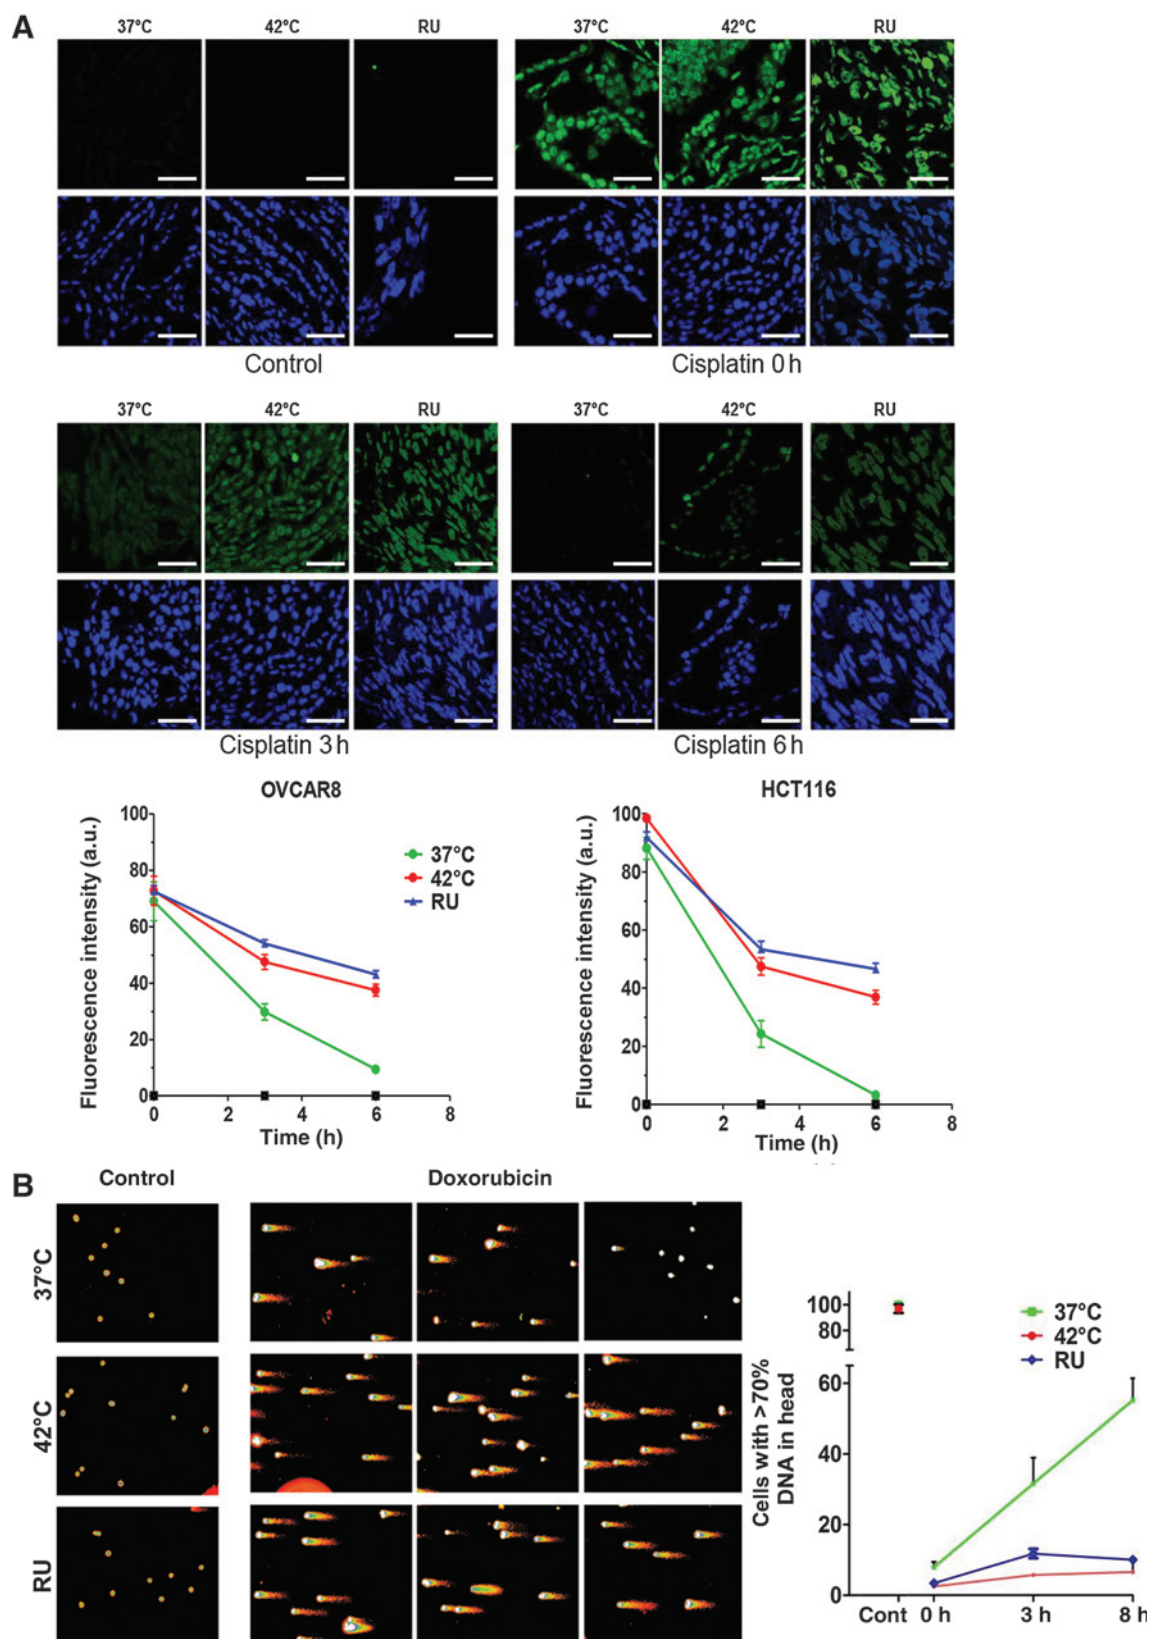 A
37°C 42°C RU 37°C 42°C RU
Control Cisplatin 0 h
37°C 42°C RU 37°C 42°C RU
Cisplatin 3 h Cisplatin 6 h
OVCAR8
Fluorescence intensity (a.u.)
100
80
60
40
20
0
0 2 4 6 8
Time (h)
37°C
42°C
RU
HCT116
Fluorescence intensity (a.u.)
100
80
60
40
20
0
0 2 4 6 8
Time (h)
B
Control Doxorubicin
37°C
42°C
RU
Cells with >70%
DNA in head
100
80
60
40
20
0
Cont 0 h 3 h 8 h
37°C
42°C
RU